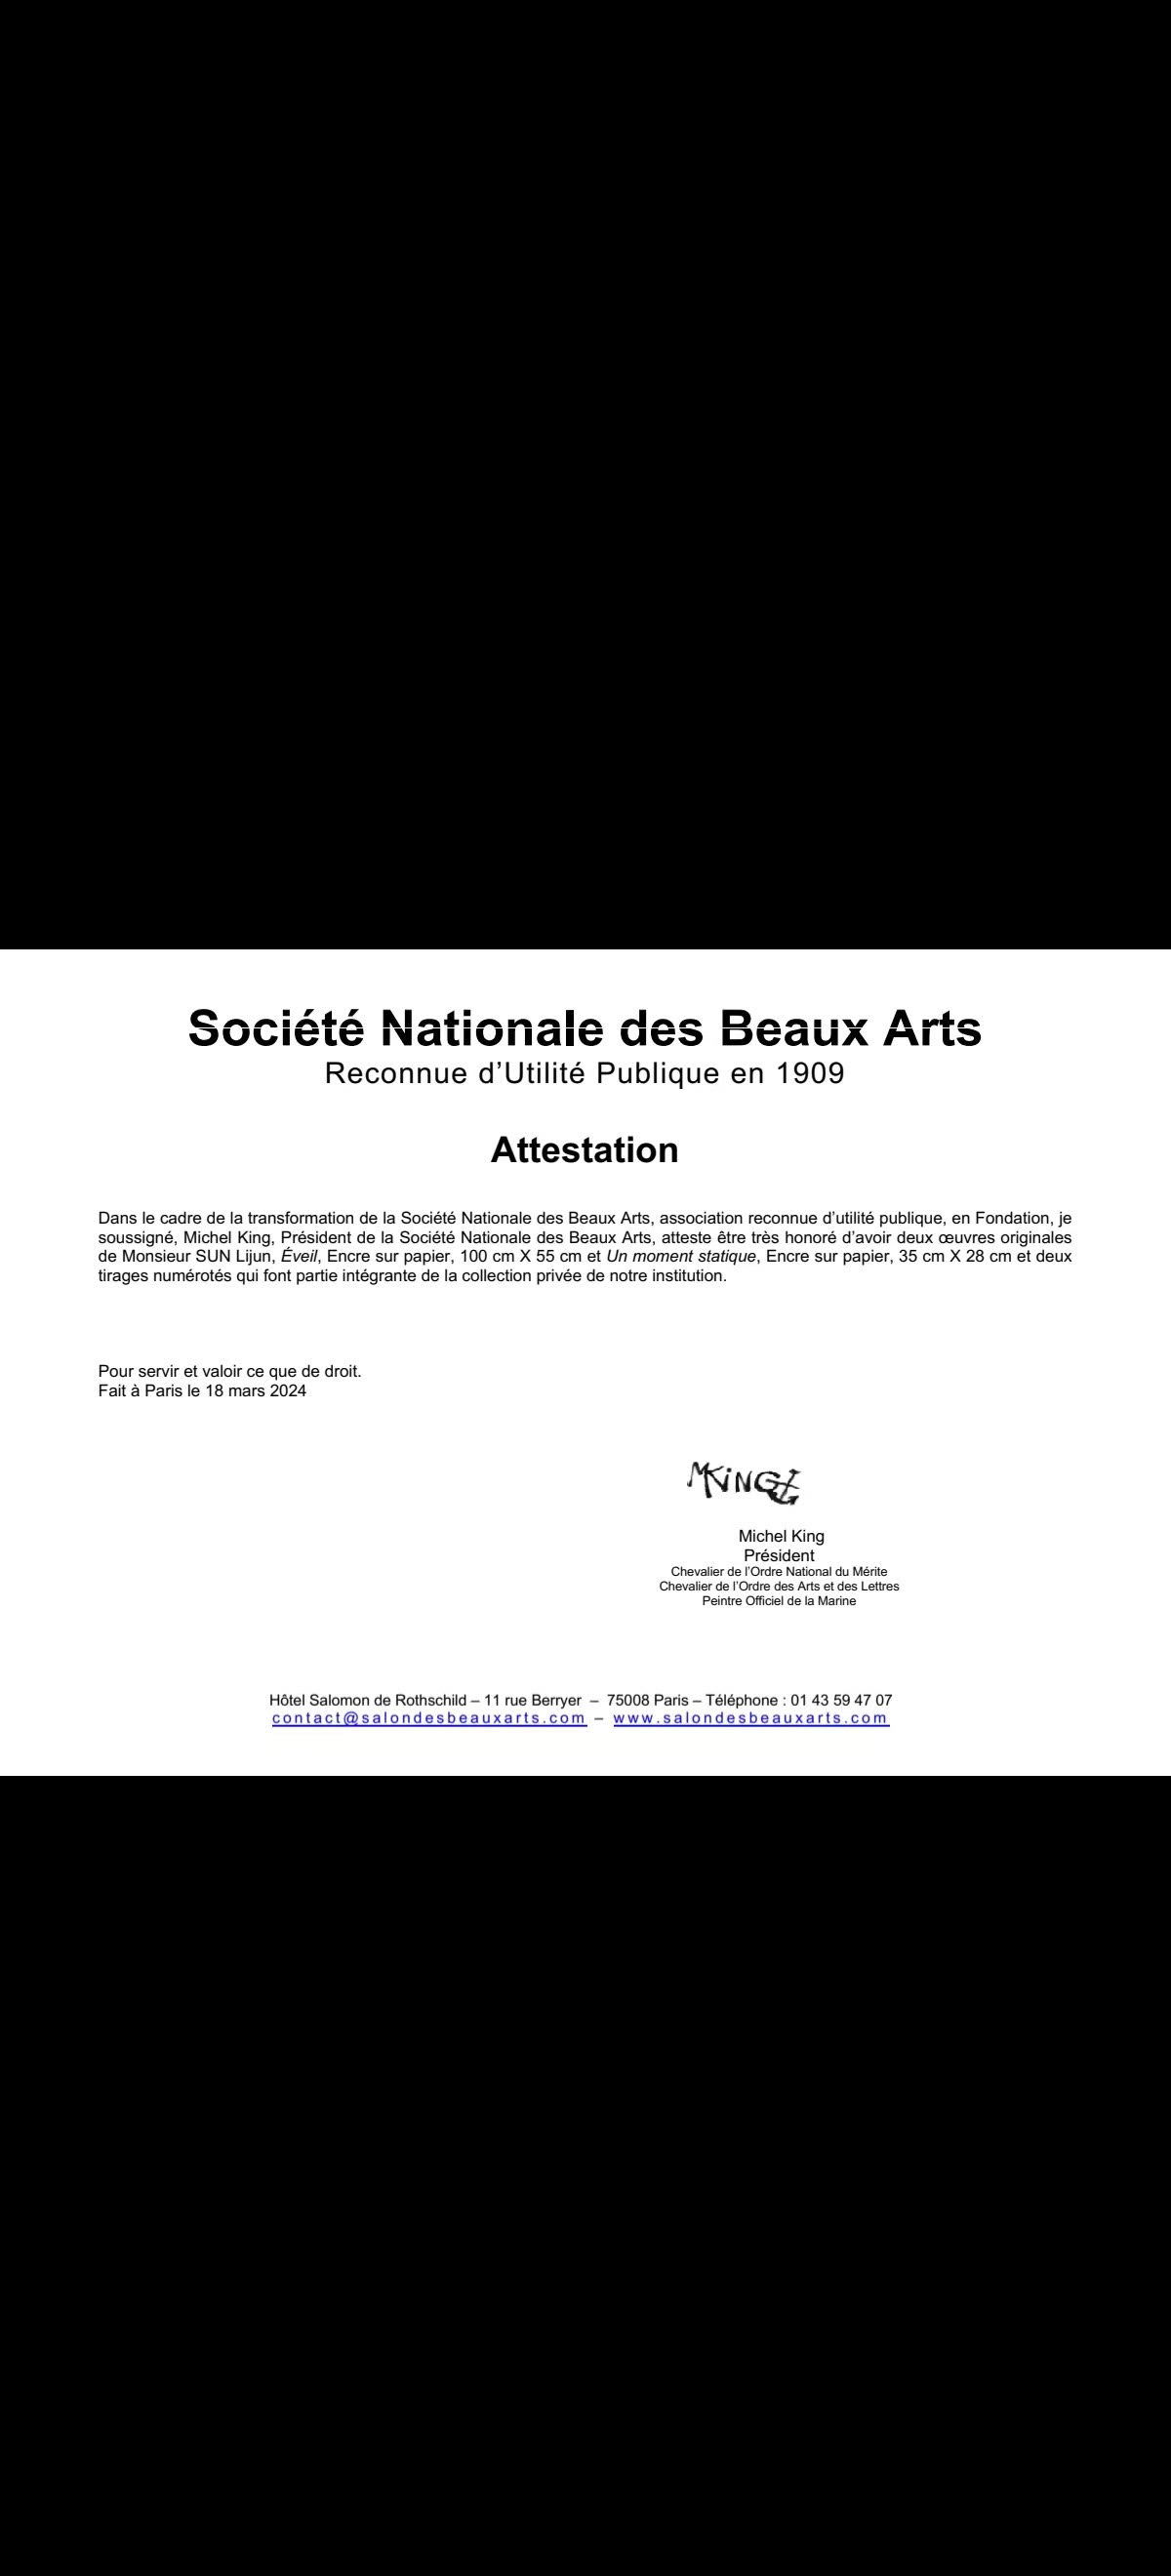 Société Nationale des Beaux Arts
Reconnue d’Utilité Publique en 1909
Attestation
Dans le cadre de la transformation de la Société Nationale des Beaux Arts, association reconnue d’utilité publique, en Fondation, je
soussigné, Michel King, Président de la Société Nationale des Beaux Arts, atteste être très honoré d’avoir deux œuvres originales
de Monsieur SUN Lijun, Éveil, Encre sur papier, 100 cm X 55 cm et Un moment statique, Encre sur papier, 35 cm X 28 cm et deux
tirages numérotés qui font partie intégrante de la collection privée de notre institution.
Pour servir et valoir ce que de droit.
Fait à Paris le 18 mars 2024
MKING
Michel King
Président
Chevalier de l’Ordre National du Mérite
Chevalier de l’Ordre des Arts et des Lettres
Peintre Officiel de la Marine
Hôtel Salomon de Rothschild – 11 rue Berryer – 75008 Paris – Téléphone : 01 43 59 47 07
contact@salondesbeauxarts.com – www.salondesbeauxarts.com